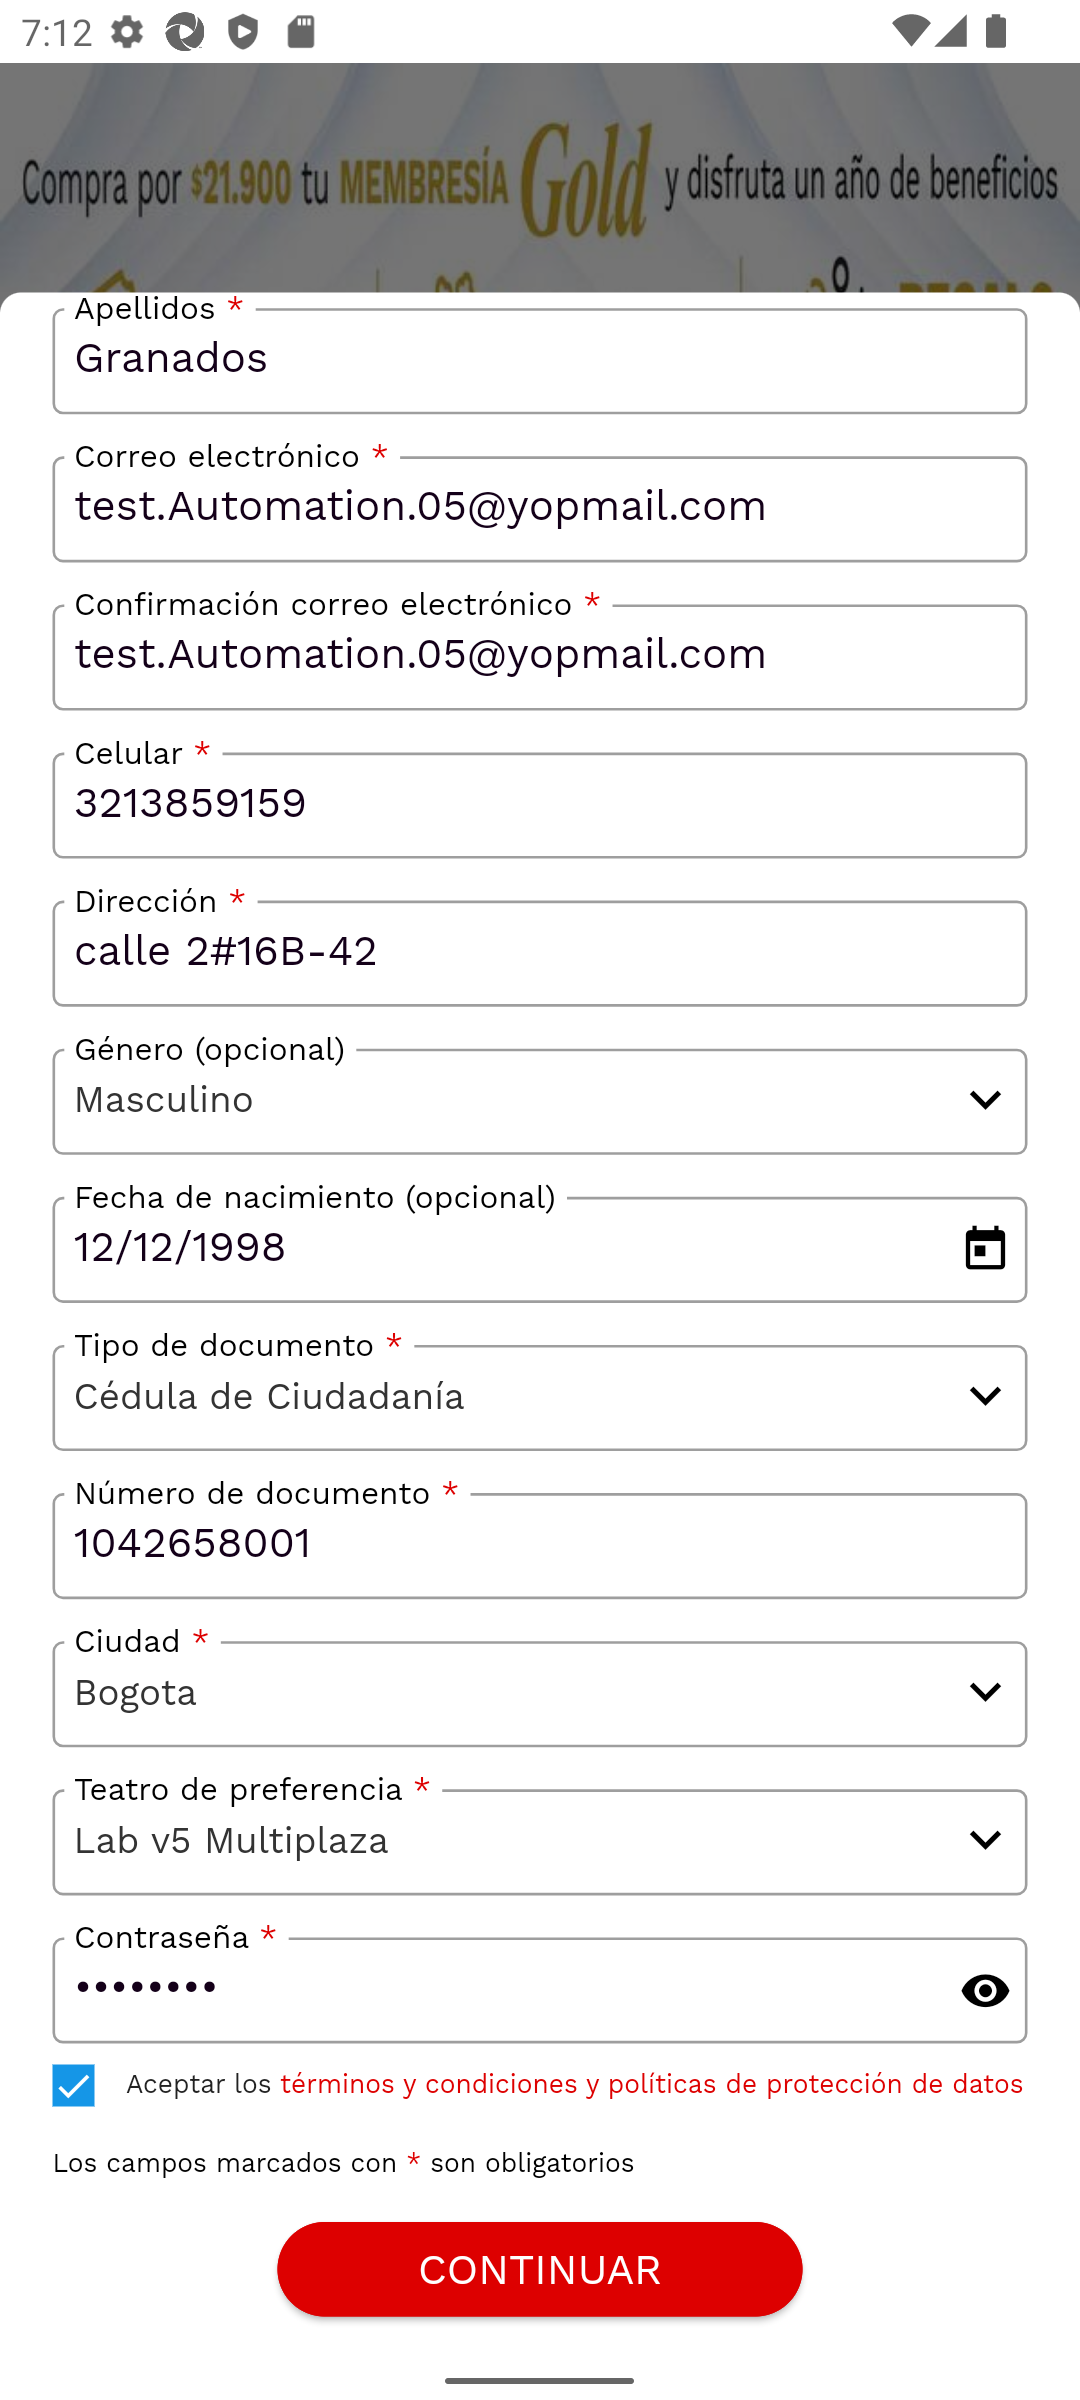 7:12
Compra por $21.900 tu MEMBRESÍA Gold y disfruta un año de beneficios
Apellidos *
Granados
Correo electrónico *
test.Automation.05@yopmail.com
Confirmación correo electrónico *
test.Automation.05@yopmail.com
Celular *
3213859159
Dirección *
calle 2#16B-42
Género (opcional)
Masculino
Fecha de nacimiento (opcional)
12/12/1998
Tipo de documento *
Cédula de Ciudadanía
Número de documento *
1042658001
Ciudad *
Bogota
Teatro de preferencia *
Lab v5 Multiplaza
Contraseña *
••••••••
Aceptar los términos y condiciones y políticas de protección de datos
Los campos marcados con * son obligatorios
CONTINUAR